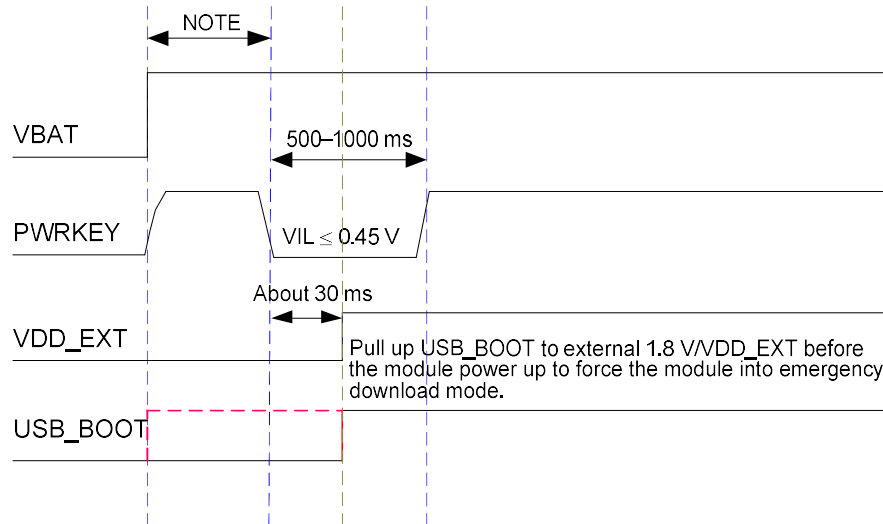 NOTE
VBAT
500–1000 ms
PWRKEY
VIL ≤ 0.45 V
About 30 ms
VDD_EXT
Pull up USB_BOOT to external 1.8 V/VDD_EXT before
the module power up to force the module into emergency
download mode.
USB_BOOT